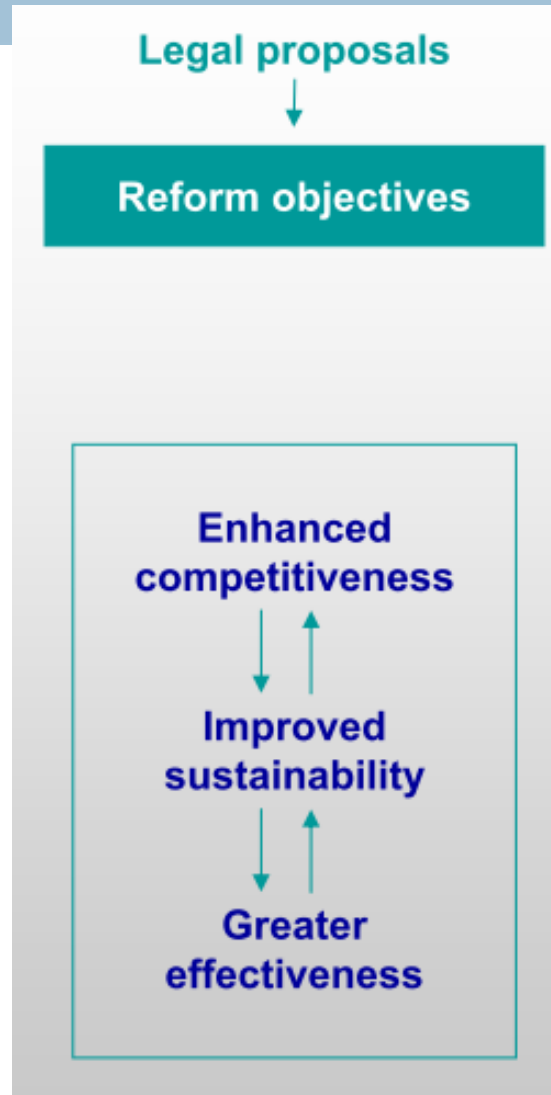 Legal proposals
Reform objectives
Enhanced
competitiveness
Improved
sustainability
Greater
effectiveness